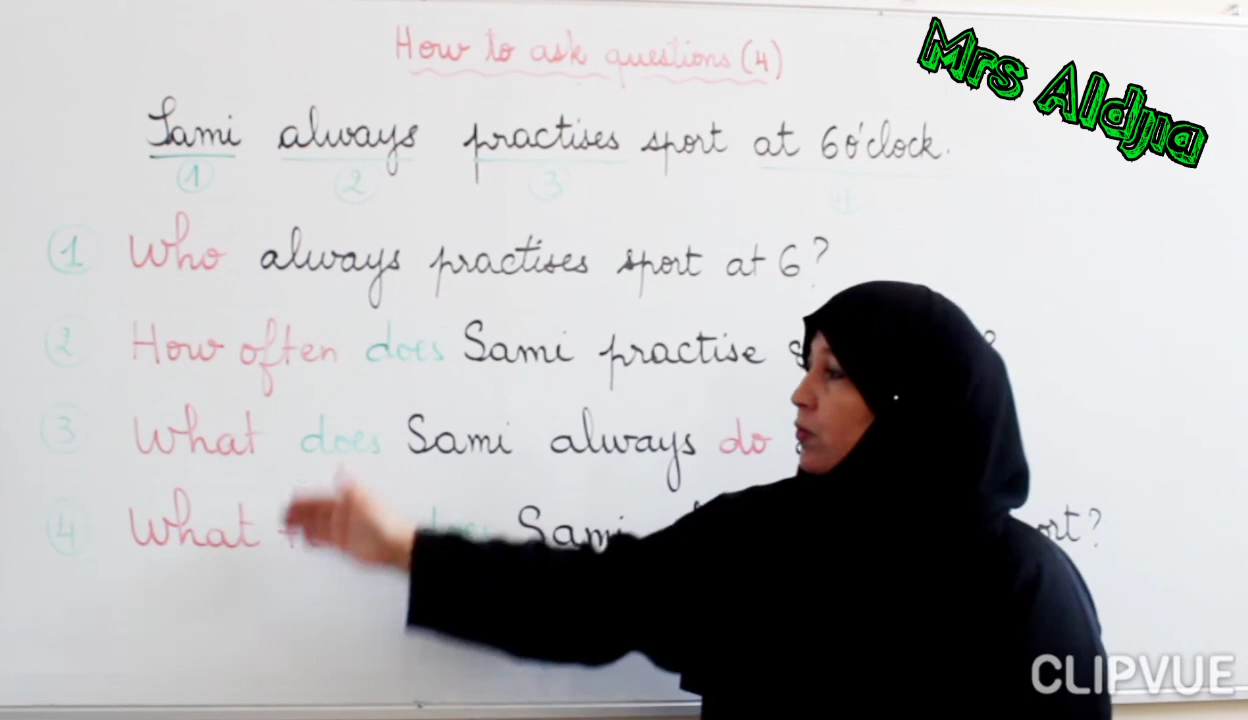 How to ask questions (4)
Mrs Aldjia
Sami always practises sport at 6 o'clock.
1 2 3 4
1 Who always practises sport at 6?
2 How often does Sami practise ?
3 What does Sami always do
4 What does Sami ?
CLIPVUE